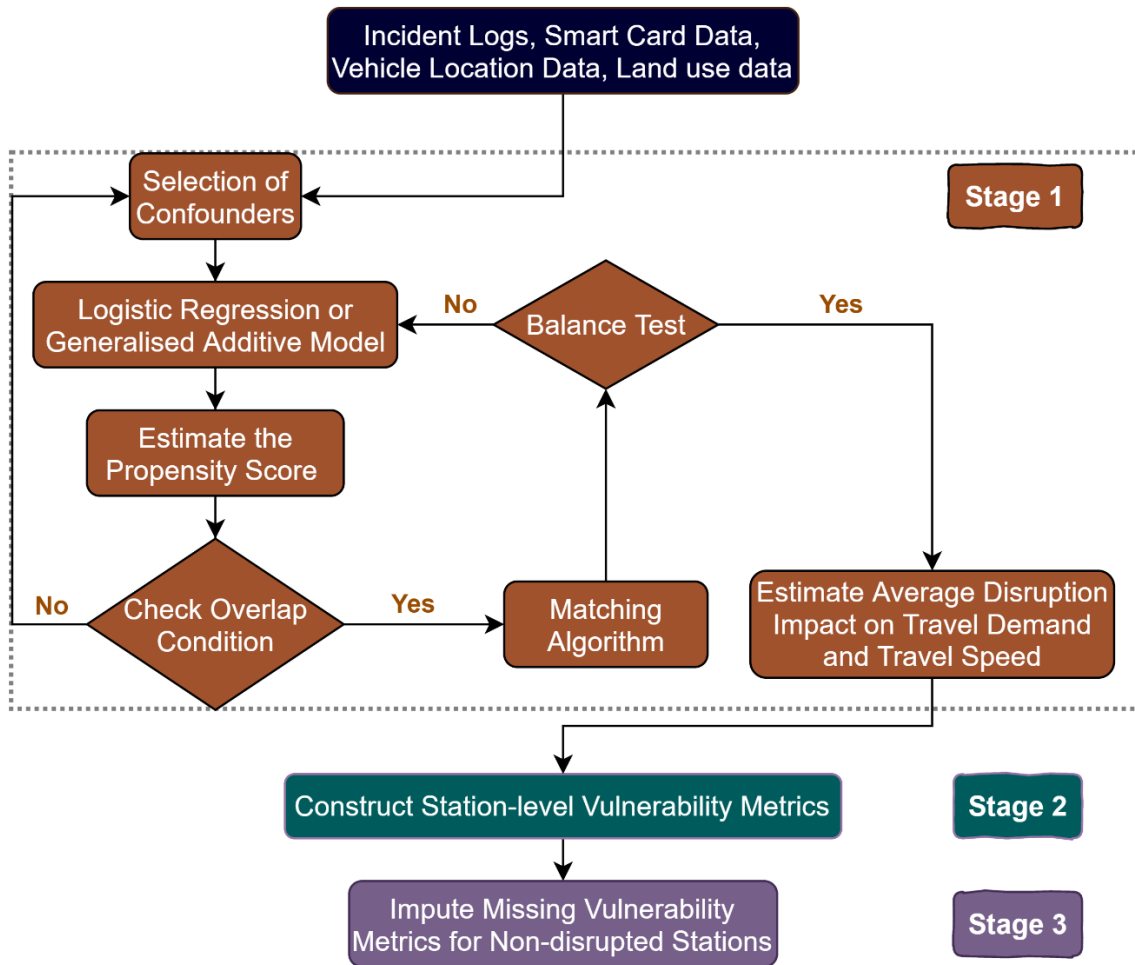 Incident Logs, Smart Card Data,
Vehicle Location Data, Land use data
Selection of
Confounders
Stage 1
Logistic Regression or
Generalised Additive Model
No
Balance Test
Yes
Estimate the
Propensity Score
No
Check Overlap
Condition
Yes
Matching
Algorithm
Estimate Average Disruption
Impact on Travel Demand
and Travel Speed
Construct Station-level Vulnerability Metrics
Stage 2
Impute Missing Vulnerability
Metrics for Non-disrupted Stations
Stage 3